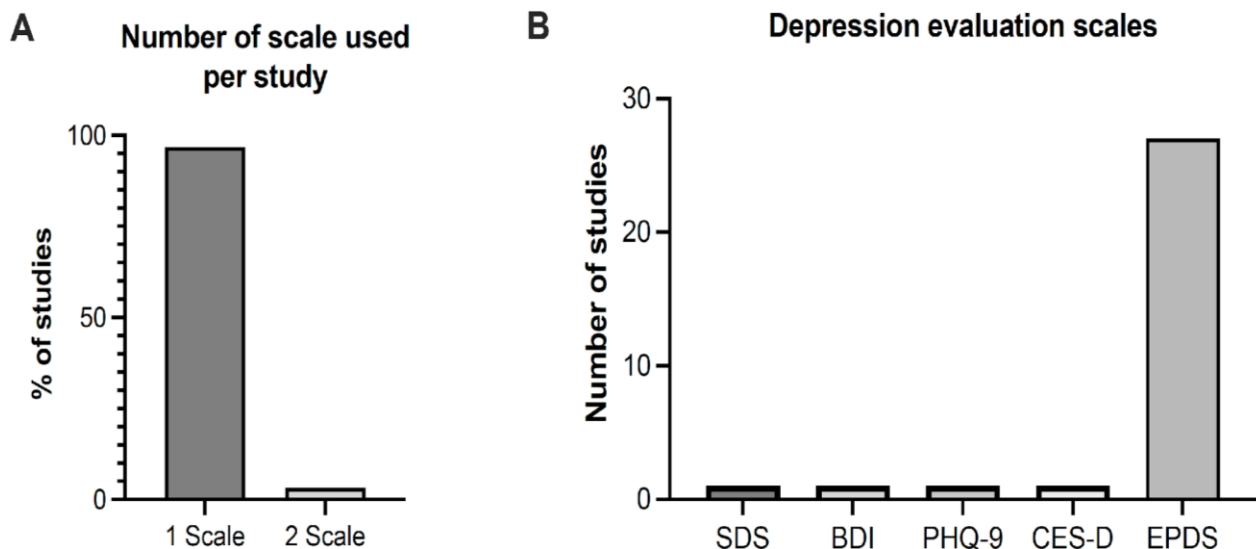 A
Number of scale used
per study
% of studies
100
50
0
1 Scale
2 Scale
B
Depression evaluation scales
Number of studies
30
20
10
0
SDS
BDI
PHQ-9
CES-D
EPDS